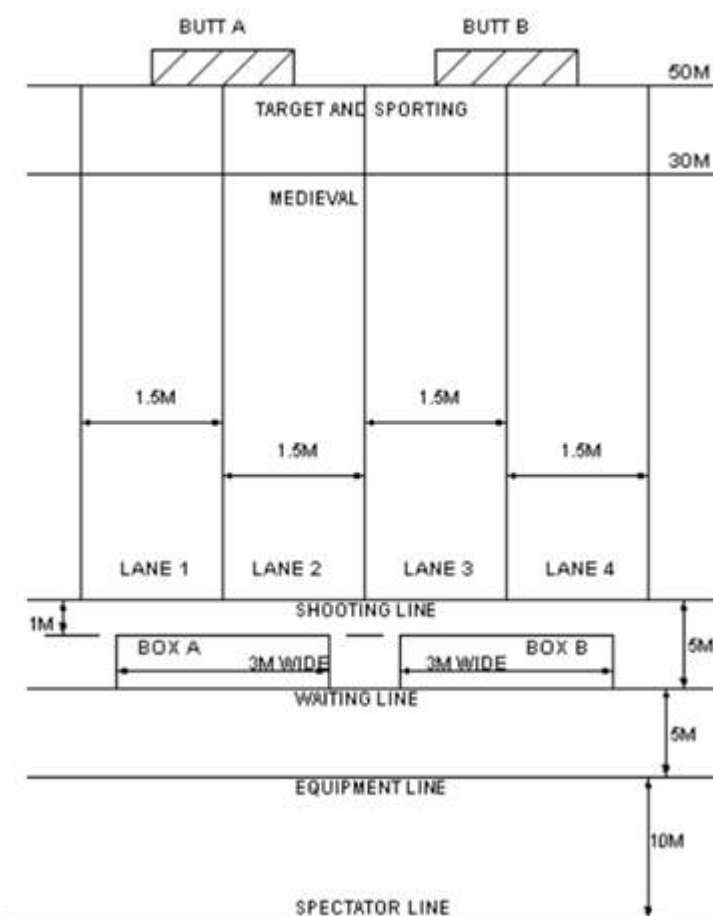 BUTT A
BUTT B
50M
TARGET AND SPORTING
30M
MEDIEVAL
1.5M
1.5M
1.5M
1.5M
LANE 1
LANE 2
LANE 3
LANE 4
SHOOTING LINE
1M
BOX A
BOX B
5M
3M WIDE
3M WIDE
WAITING LINE
5M
EQUIPMENT LINE
10M
SPECTATOR LINE